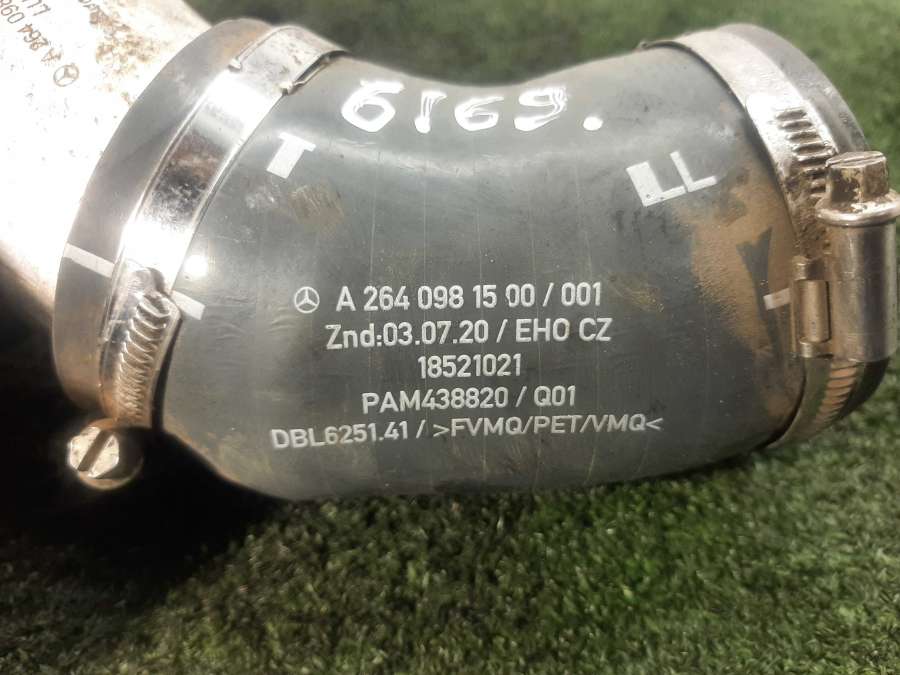 6169.
T
LL
A 264 098 15 00 / 001
Znd:03.07.20 / EHO CZ
18521021
PAM438820 / Q01
DBL6251.41 / >FVMQ/PET/VMQ<
A 264